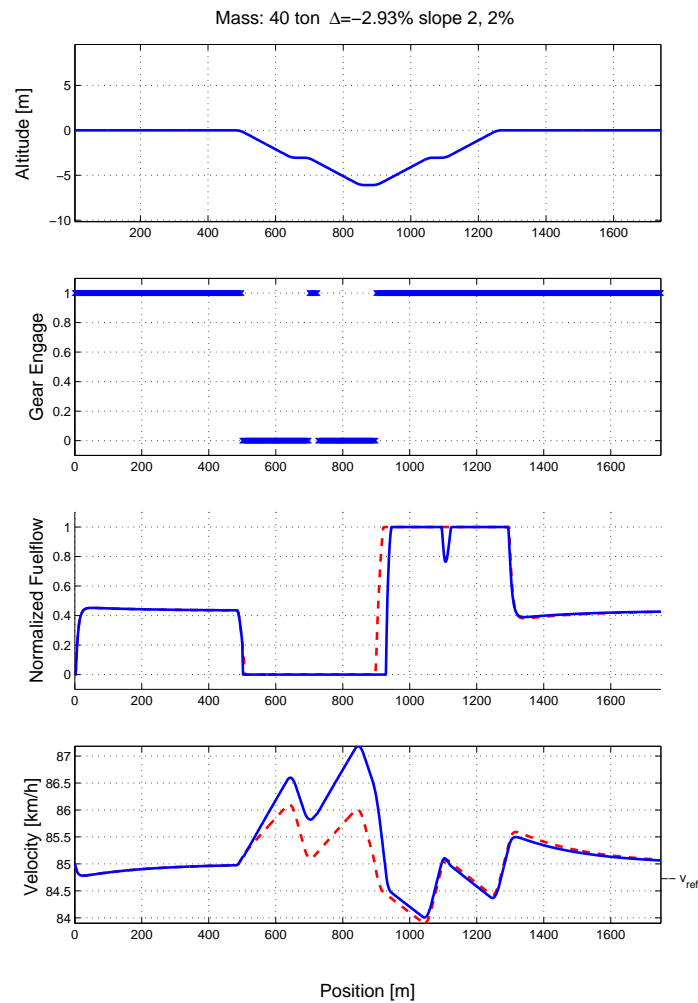 Mass: 40 ton Δ=−2.93% slope 2, 2%
5
0
−5
−10
Altitude [m]
200 400 600 800 1000 1200 1400 1600
1
0.8
0.6
0.4
0.2
0
Gear Engage
0 200 400 600 800 1000 1200 1400 1600
1
0.8
0.6
0.4
0.2
0
Normalized Fuelflow
0 200 400 600 800 1000 1200 1400 1600
87
86.5
86
85.5
85
84.5
84
Velocity [km/h]
−− v_ref
0 200 400 600 800 1000 1200 1400 1600
Position [m]